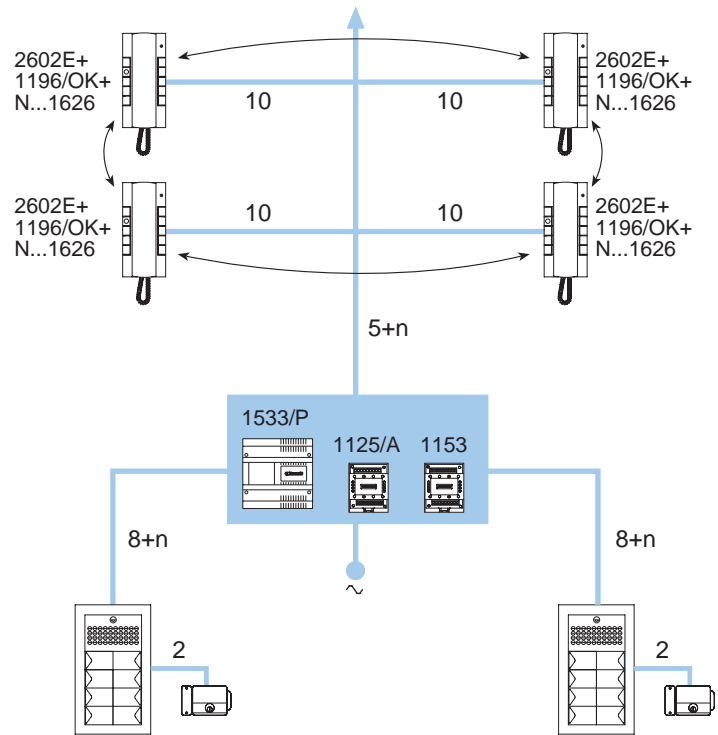 2602E+
1196/OK+
N...1626
10
10
2602E+
1196/OK+
N...1626
2602E+
1196/OK+
N...1626
10
10
2602E+
1196/OK+
N...1626
5+n
1533/P
1125/A
1153
8+n
8+n
2
2